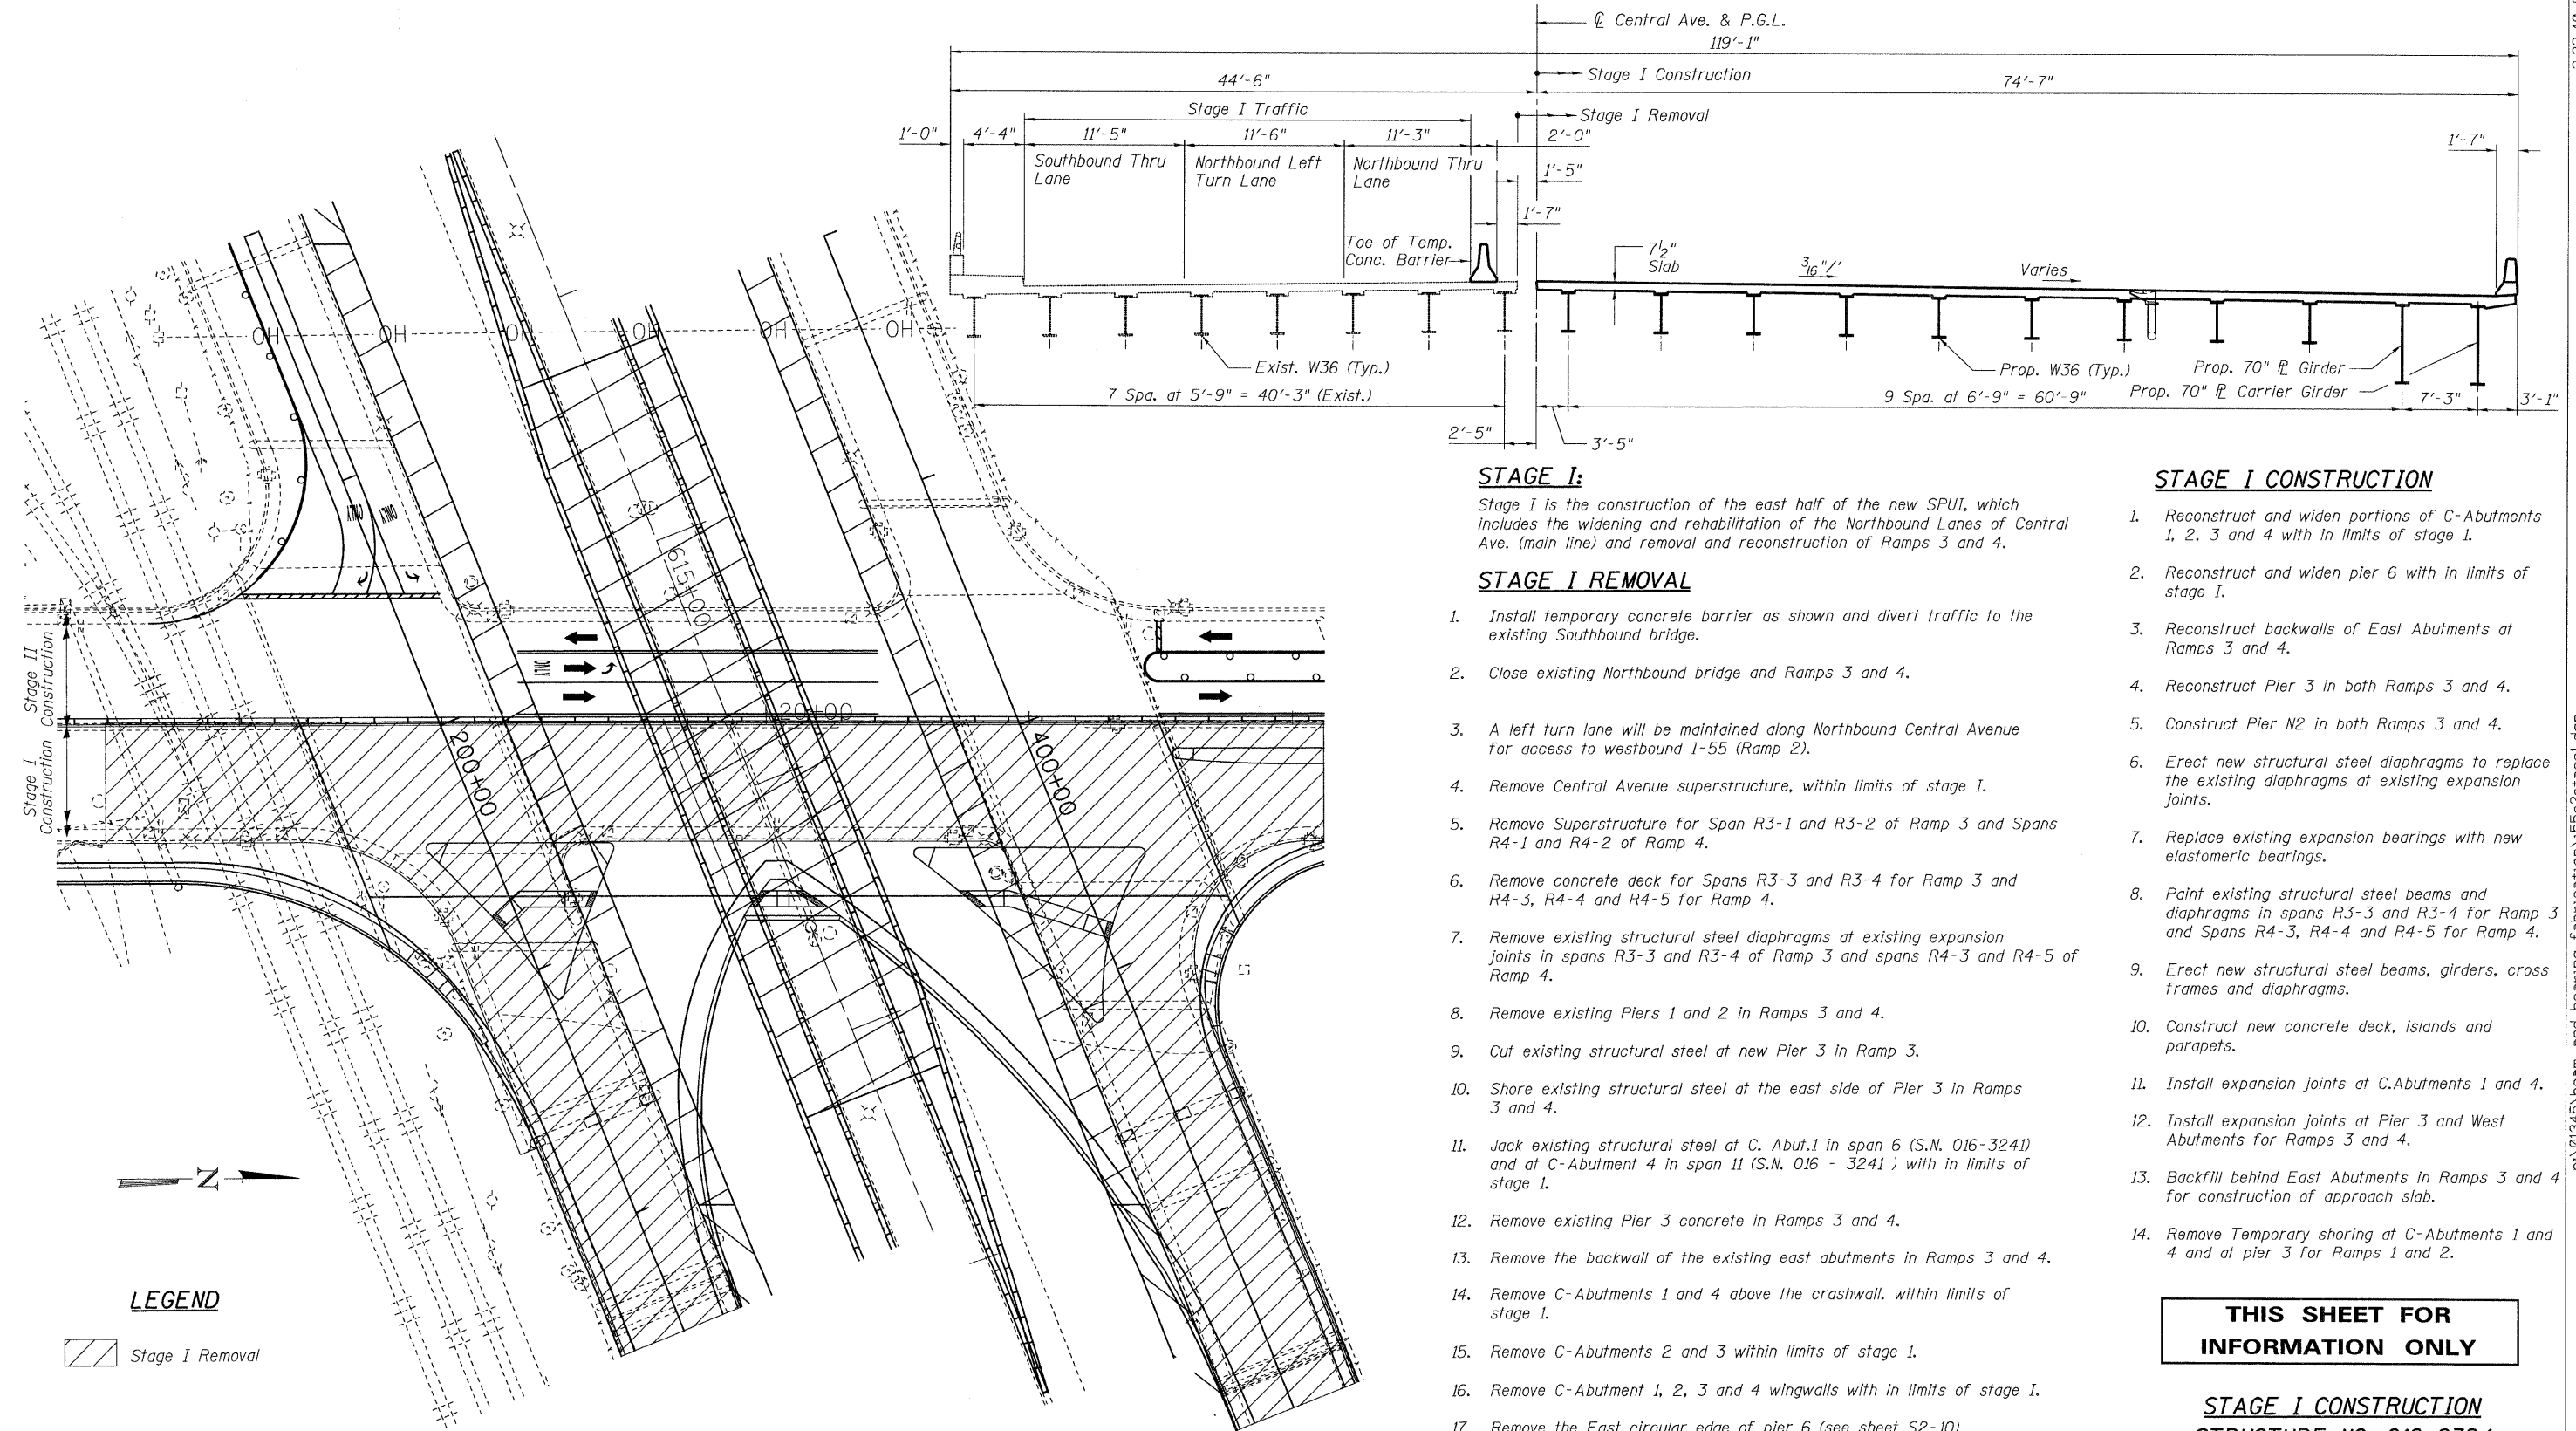 ℄ Central Ave. & P.G.L.
119'-1"
44'-6"
Stage I Construction
74'-7"
Stage I Traffic
Stage I Removal
1'-0"
4'-4"
11'-5"
11'-6"
11'-3"
2'-0"
1'-7"
Southbound Thru
Lane
Northbound Left
Turn Lane
Northbound Thru
Lane
1'-5"
1'-7"
Toe of Temp.
Conc. Barrier
7½"
Slab
3/16"/'
Varies
Exist. W36 (Typ.)
7 Spa. at 5'-9" = 40'-3" (Exist.)
Prop. W36 (Typ.)
Prop. 70" ℄ Girder
Prop. 70" ℄ Carrier Girder
9 Spa. at 6'-9" = 60'-9"
7'-3"
3'-1"
2'-5"
3'-5"
OH
OH
OH
OH
OH
OH
ONLY
ONLY
615+00
ONLY
20+00
200+00
400+00
Stage II
Construction
Stage I
Construction
N
LEGEND
Stage I Removal
STAGE I:
Stage I is the construction of the east half of the new SPUI, which
includes the widening and rehabilitation of the Northbound Lanes of Central
Ave. (main line) and removal and reconstruction of Ramps 3 and 4.
STAGE I REMOVAL
1. Install temporary concrete barrier as shown and divert traffic to the
existing Southbound bridge.
2. Close existing Northbound bridge and Ramps 3 and 4.
3. A left turn lane will be maintained along Northbound Central Avenue
for access to westbound I-55 (Ramp 2).
4. Remove Central Avenue superstructure, within limits of stage I.
5. Remove Superstructure for Span R3-1 and R3-2 of Ramp 3 and Spans
R4-1 and R4-2 of Ramp 4.
6. Remove concrete deck for Spans R3-3 and R3-4 for Ramp 3 and
R4-3, R4-4 and R4-5 for Ramp 4.
7. Remove existing structural steel diaphragms at existing expansion
joints in spans R3-3 and R3-4 of Ramp 3 and spans R4-3 and R4-5 of
Ramp 4.
8. Remove existing Piers 1 and 2 in Ramps 3 and 4.
9. Cut existing structural steel at new Pier 3 in Ramp 3.
10. Shore existing structural steel at the east side of Pier 3 in Ramps
3 and 4.
11. Jack existing structural steel at C. Abut.1 in span 6 (S.N. 016-3241)
and at C-Abutment 4 in span 11 (S.N. 016 - 3241 ) with in limits of
stage 1.
12. Remove existing Pier 3 concrete in Ramps 3 and 4.
13. Remove the backwall of the existing east abutments in Ramps 3 and 4.
14. Remove C-Abutments 1 and 4 above the crashwall. within limits of
stage 1.
15. Remove C-Abutments 2 and 3 within limits of stage 1.
16. Remove C-Abutment 1, 2, 3 and 4 wingwalls with in limits of stage I.
17. Remove the East circular edge of pier 6 (see sheet S2-10)
STAGE I CONSTRUCTION
1. Reconstruct and widen portions of C-Abutments
1, 2, 3 and 4 with in limits of stage 1.
2. Reconstruct and widen pier 6 with in limits of
stage I.
3. Reconstruct backwalls of East Abutments at
Ramps 3 and 4.
4. Reconstruct Pier 3 in both Ramps 3 and 4.
5. Construct Pier N2 in both Ramps 3 and 4.
6. Erect new structural steel diaphragms to replace
the existing diaphragms at existing expansion
joints.
7. Replace existing expansion bearings with new
elastomeric bearings.
8. Paint existing structural steel beams and
diaphragms in spans R3-3 and R3-4 for Ramp 3
and Spans R4-3, R4-4 and R4-5 for Ramp 4.
9. Erect new structural steel beams, girders, cross
frames and diaphragms.
10. Construct new concrete deck, islands and
parapets.
11. Install expansion joints at C.Abutments 1 and 4.
12. Install expansion joints at Pier 3 and West
Abutments for Ramps 3 and 4.
13. Backfill behind East Abutments in Ramps 3 and 4
for construction of approach slab.
14. Remove Temporary shoring at C-Abutments 1 and
4 and at pier 3 for Ramps 1 and 2.
THIS SHEET FOR
INFORMATION ONLY
STAGE I CONSTRUCTION